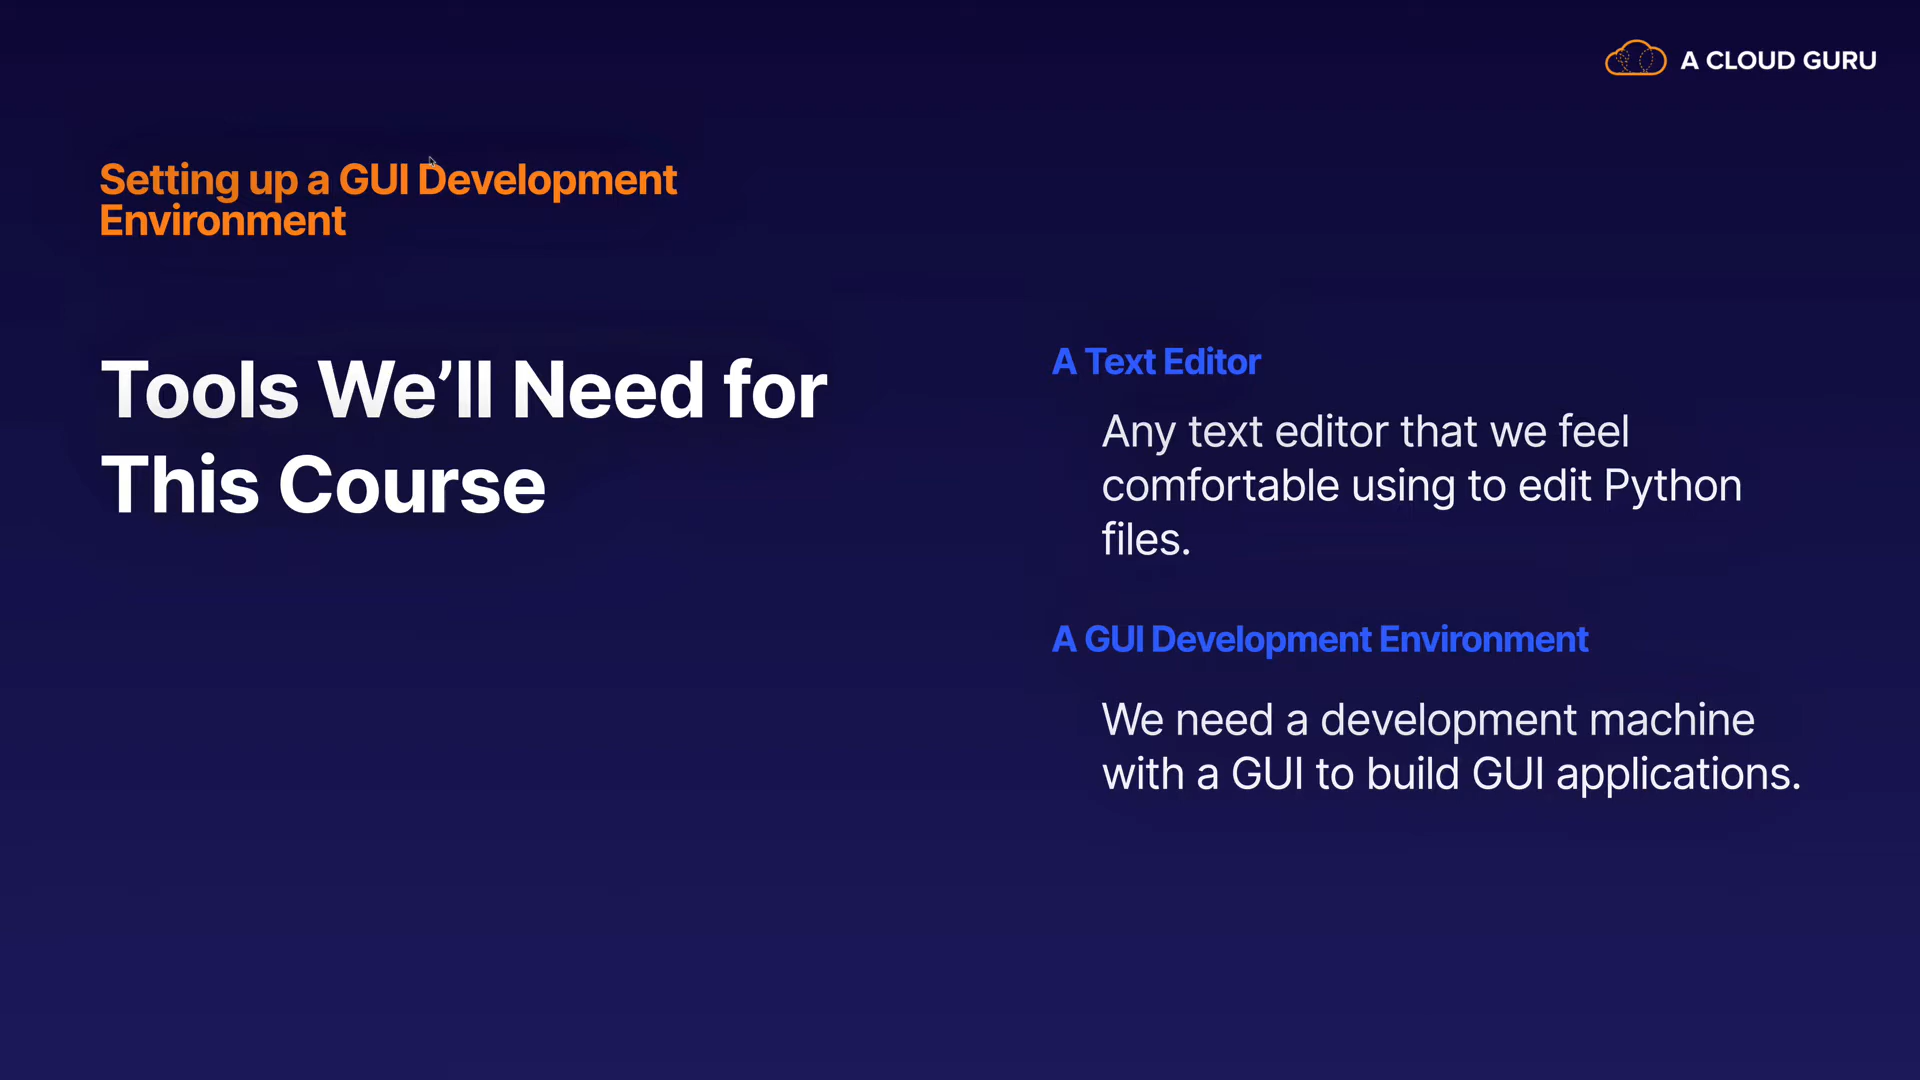 A CLOUD GURU
Setting up a GUI Development
Environment
Tools We’ll Need for
This Course
A Text Editor
Any text editor that we feel
comfortable using to edit Python
files.
A GUI Development Environment
We need a development machine
with a GUI to build GUI applications.